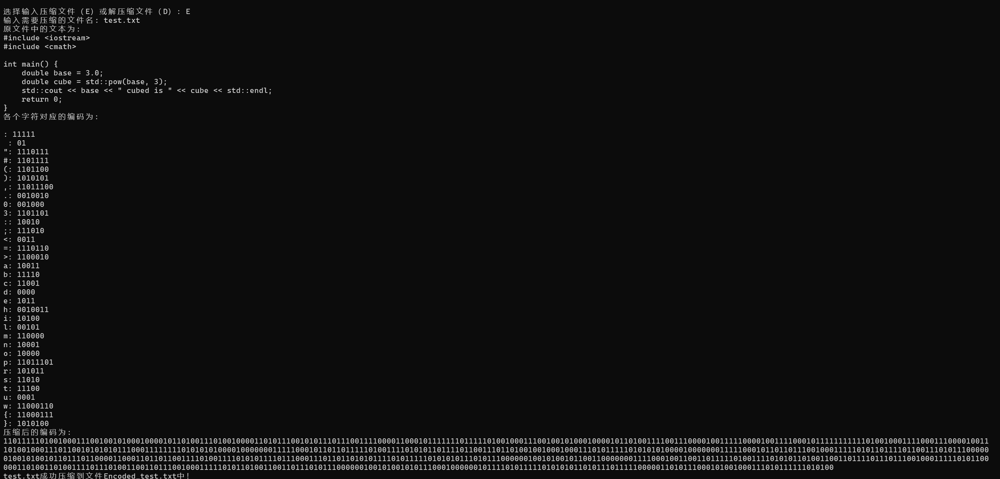 选择输入压缩文件（E）或解压缩文件（D）: E
输入需要压缩的文件名: test.txt
原文件中的文本为:
#include <iostream>
#include <cmath>

int main() {
    double base = 3.0;
    double cube = std::pow(base, 3);
    std::cout << base << " cubed is " << cube << std::endl;
    return 0;
}
各个字符对应的编码为:

: 11111
 : 01
": 1110111
#: 1101111
(: 1101100
): 1010101
,: 11011100
.: 0010010
0: 001000
3: 1101101
:: 10010
;: 111010
<: 0011
=: 1110110
>: 1100010
a: 10011
b: 11110
c: 11001
d: 0000
e: 1011
h: 0010011
i: 10100
l: 00101
m: 110000
n: 10001
o: 10000
p: 11011101
r: 101011
s: 11010
t: 11100
u: 0001
w: 11000110
{: 11000111
}: 1010100
压缩后的编码为:
test.txt成功压缩到文件Encoded_test.txt中!